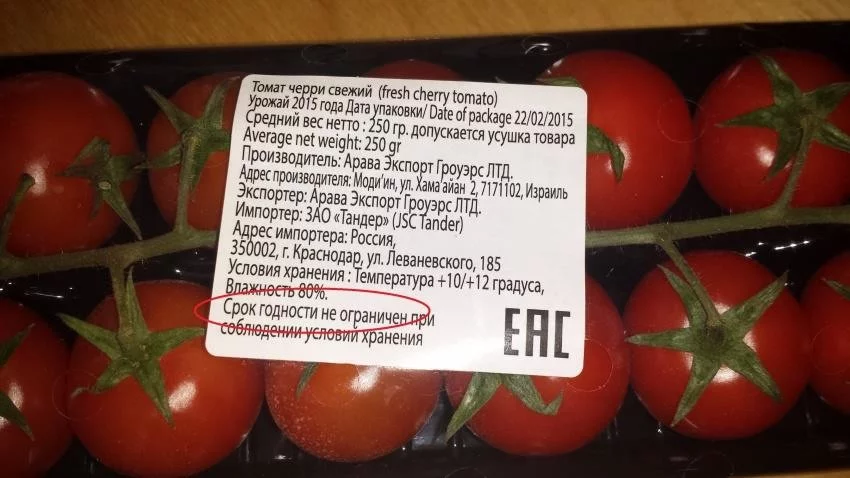 Томат черри свежий (fresh cherry tomato)
Урожай 2015 года Дата упаковки/ Date of package 22/02/2015
Средний вес нетто : 250 гр. допускается усушка товара
Average net weight: 250 gr
Производитель: Арава Экспорт Гроуэрс ЛТД.
Адрес производителя: Моди'ин, ул. Хама'айан 2, 7171102, Израиль
Экспортер: Арава Экспорт Гроуэрс ЛТД.
Импортер: ЗАО «Тандер» (JSC Tander)
Адрес импортера: Россия,
350002, г. Краснодар, ул. Леваневского, 185
Условия хранения : Температура +10/+12 градуса,
Влажность 80%.
Срок годности не ограничен при
соблюдении условий хранения
EAC